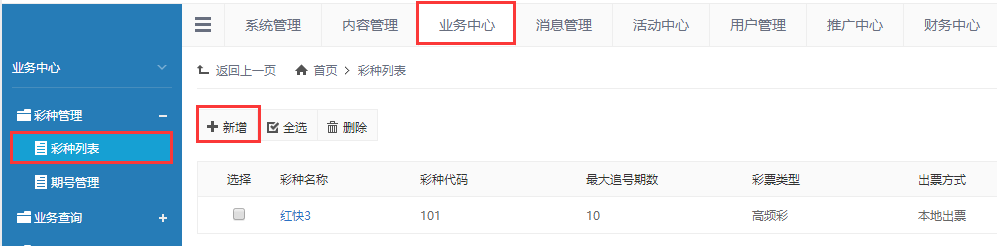 系统管理 内容管理 业务中心 消息管理 活动中心 用户管理 推广中心 财务中心
业务中心
返回上一页 首页 > 彩种列表
彩种管理
彩种列表
期号管理
业务查询
新增 全选 删除
选择 彩种名称 彩种代码 最大追号期数 彩票类型 出票方式
红快3 101 10 高频彩 本地出票